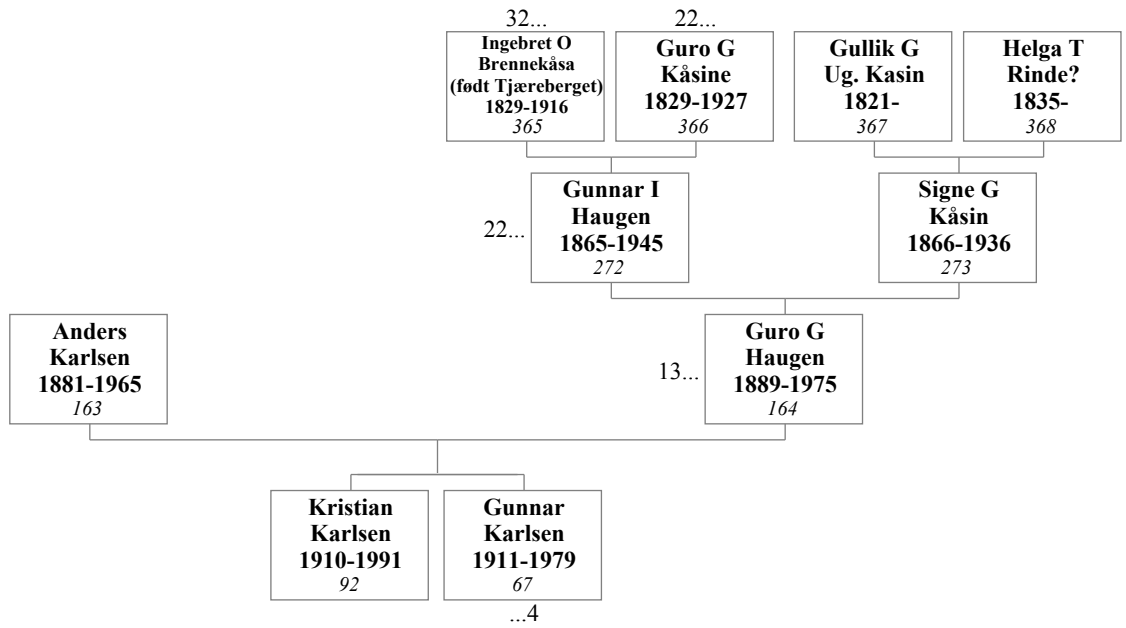 32...
Ingebret O
Brennekåsa
(født Tjæreberget)
1829-1916
365
22...
Guro G
Kåsine
1829-1927
366
Gullik G
Ug. Kasin
1821-
367
Helga T
Rinde?
1835-
368
22...
Gunnar I
Haugen
1865-1945
272
Signe G
Kåsin
1866-1936
273
Anders
Karlsen
1881-1965
163
13...
Guro G
Haugen
1889-1975
164
Kristian
Karlsen
1910-1991
92
Gunnar
Karlsen
1911-1979
67
...4